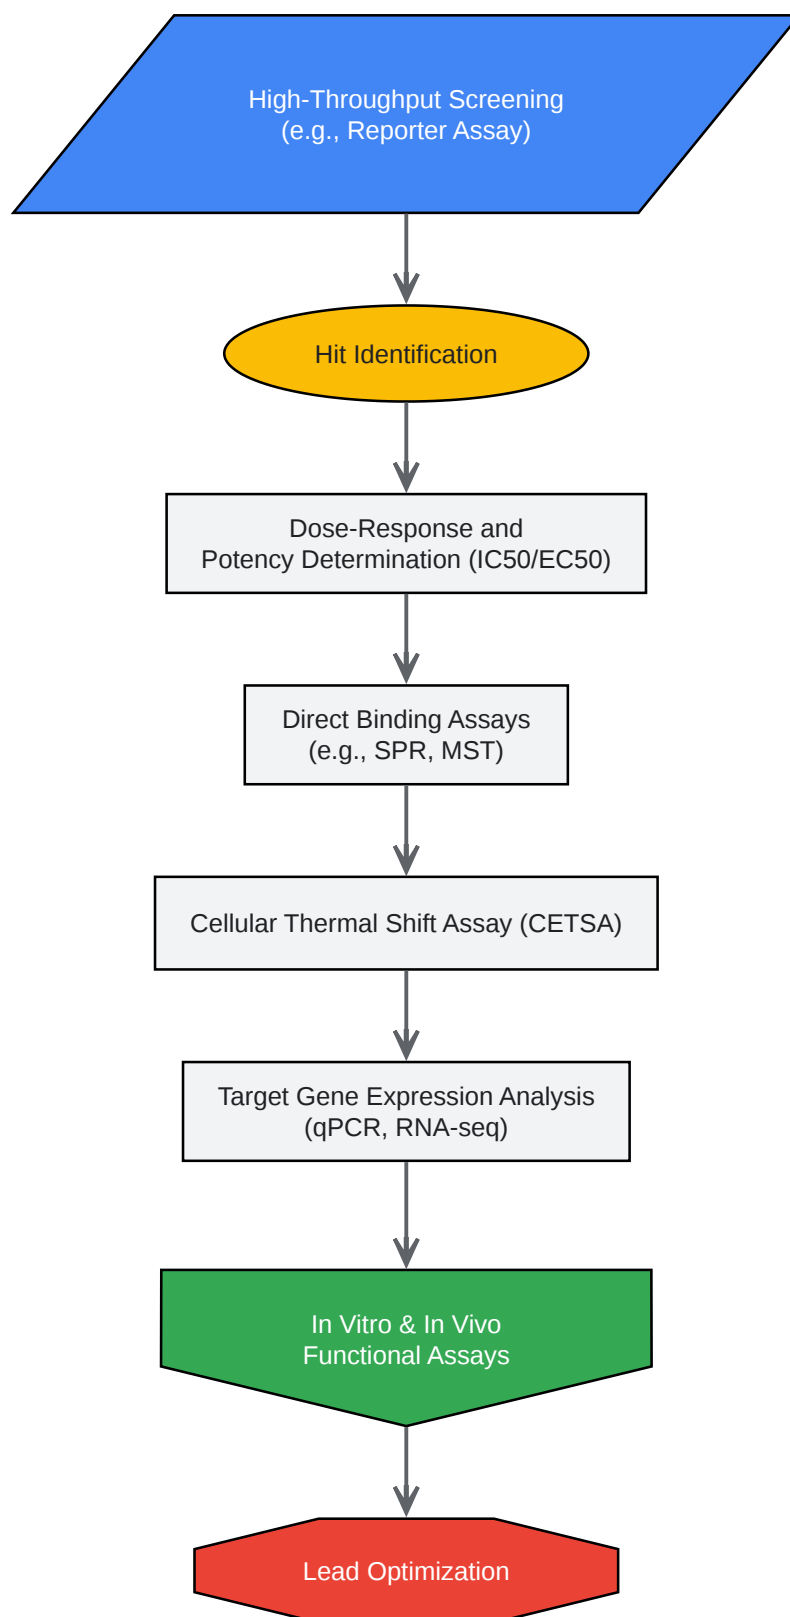 High-Throughput Screening
(e.g., Reporter Assay)
Hit Identification
Dose-Response and
Potency Determination (IC50/EC50)
Direct Binding Assays
(e.g., SPR, MST)
Cellular Thermal Shift Assay (CETSA)
Target Gene Expression Analysis
(qPCR, RNA-seq)
In Vitro & In Vivo
Functional Assays
Lead Optimization